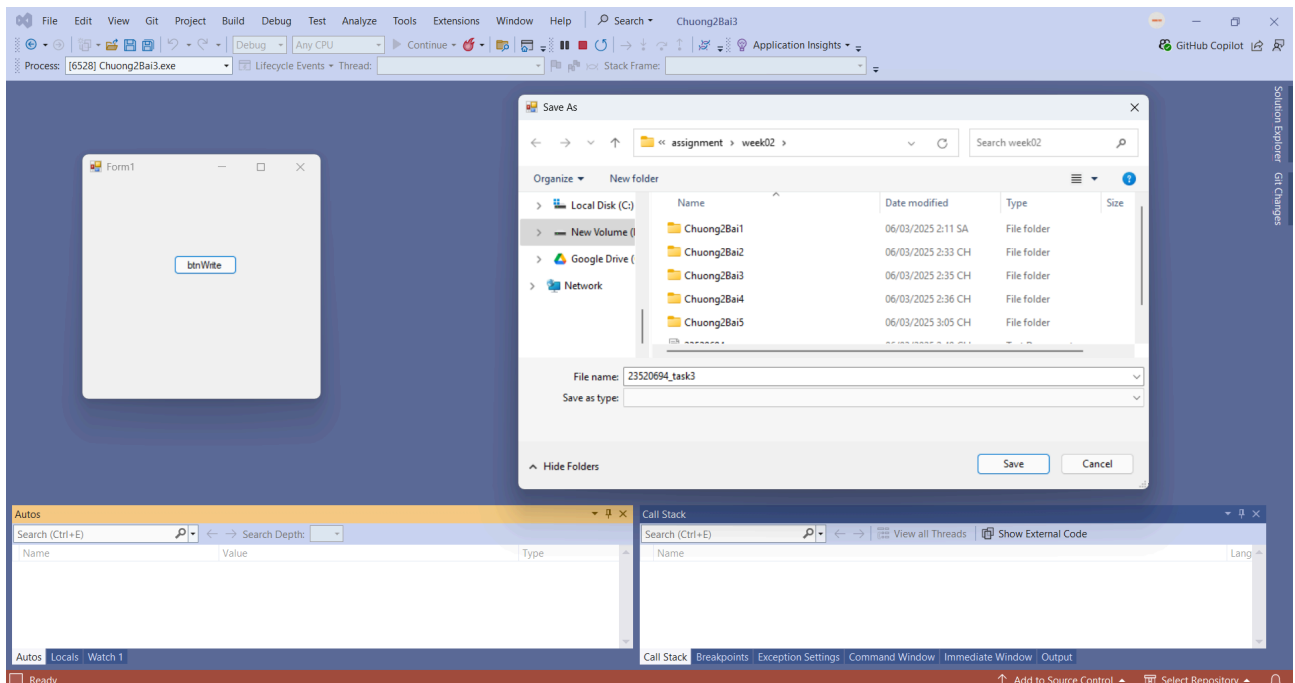 File Edit View Git Project Build Debug Test Analyze Tools Extensions Window Help Search Chuong2Bai3
Debug Any CPU Continue Application Insights GitHub Copilot
Process: [6528] Chuong2Bai3.exe Lifecycle Events Thread: Stack Frame:
Solution Explorer
Git Changes
Form1
btnWrite
Save As
« assignment > week02 > Search week02
Organize New folder
Name Date modified Type Size
Local Disk (C:)
New Volume (
Google Drive (
Network
Chuong2Bai1 06/03/2025 2:11 SA File folder
Chuong2Bai2 06/03/2025 2:33 CH File folder
Chuong2Bai3 06/03/2025 2:35 CH File folder
Chuong2Bai4 06/03/2025 2:36 CH File folder
Chuong2Bai5 06/03/2025 3:05 CH File folder
File name: 23520694_task3
Save as type:
Hide Folders Save Cancel
Autos
Search (Ctrl+E) Search Depth:
Name Value Type
Autos Locals Watch 1
Call Stack
Search (Ctrl+E) View all Threads Show External Code
Name Lang
Call Stack Breakpoints Exception Settings Command Window Immediate Window Output
Ready Add to Source Control Select Repository